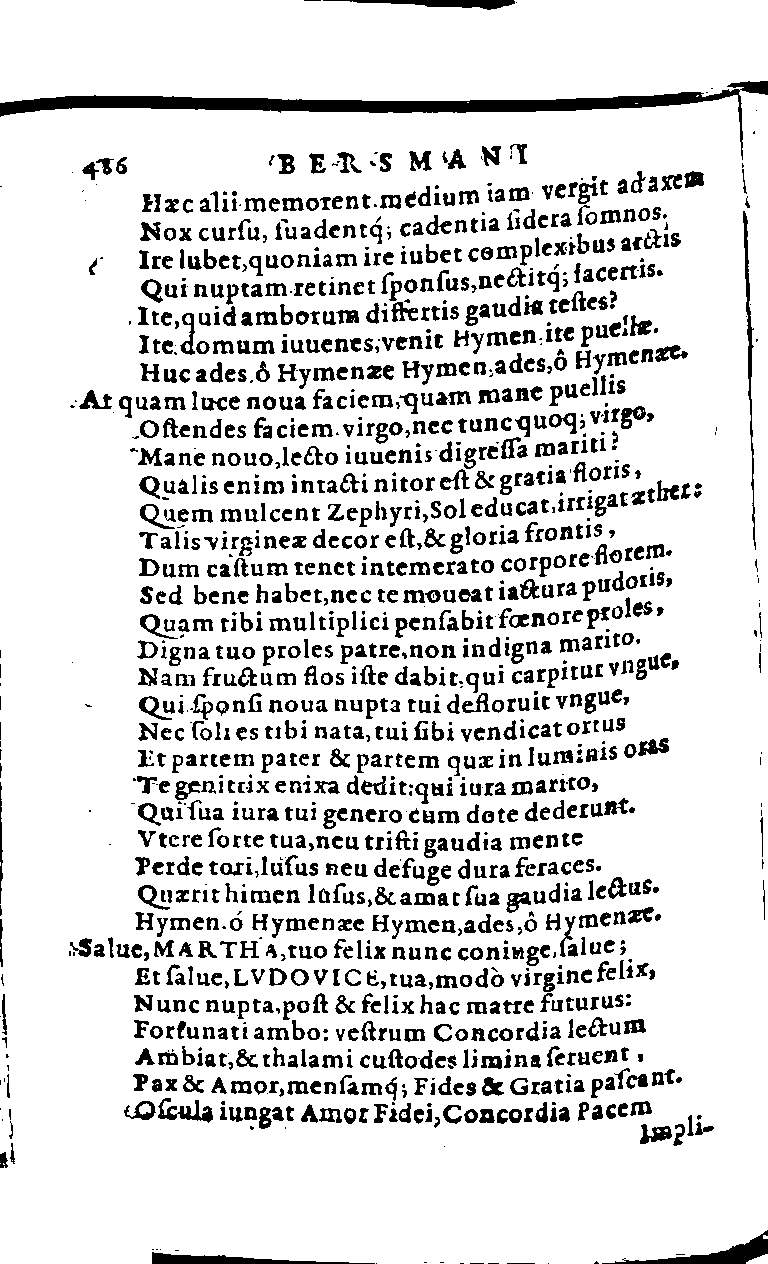 486 BERSMANI
Hæc alii memorent. medium iam vergit ad axem
Nox curſu, ſuadentq́; cadentia ſidera ſomnos.
Ire lubet, quoniam ire iubet complexibus arctis
Qui nuptam retinet ſponſus, nectitq́; lacertis.
Ite, quid amborum differtis gaudia teſtes?
Ite domum iuuenes, venit Hymen, ite puellæ.
Huc ades, ô Hymenæe Hymen, ades, ô Hymenæe.
At quam luce noua faciem, quam mane puellis
Oſtendes faciem virgo, nec tunc quoq; virgo,
Mane nouo, lecto iuuenis digreſſa mariti?
Qualis enim intacti nitor eſt & gratia floris,
Quem mulcent Zephyri, Sol educat, irrigat æther:
Talis virgineæ decor eſt, & gloria frontis,
Dum caſtum tenet intemerato corpore florem.
Sed bene habet, nec te moueat iactura pudoris,
Quam tibi multiplici penſabit fœnore proles,
Digna tuo proles patre, non indigna marito.
Nam fructum flos iſte dabit, qui carpitur vngue,
Qui ſponſi noua nupta tui defloruit vngue,
Nec ſoli es tibi nata, tui ſibi vendicat ortus
Et partem pater & partem quæ in luminis oras
Te genitrix enixa dedit: qui iura marito,
Qui ſua iura tui genero cum dote dederunt.
Vtere ſorte tua, neu triſti gaudia mente
Perde tori, luſus neu defuge dura feraces.
Quærit himen luſus, & amat ſua gaudia lectus.
Hymen ó Hymenæe Hymen, ades, ô Hymenæe.
Salue, MARTHA, tuo felix nunc coniuge, ſalue;
Et ſalue, LVDOVICE, tua, modò virgine felix,
Nunc nupta, poſt & felix hac matre futurus:
Fortunati ambo: veſtrum Concordia lectum
Ambiat, & thalami cuſtodes limina ſeruent,
Pax & Amor, menſamq́; Fides & Gratia paſcant.
Oſcula iungat Amor Fidei, Concordia Pacem
Impli-